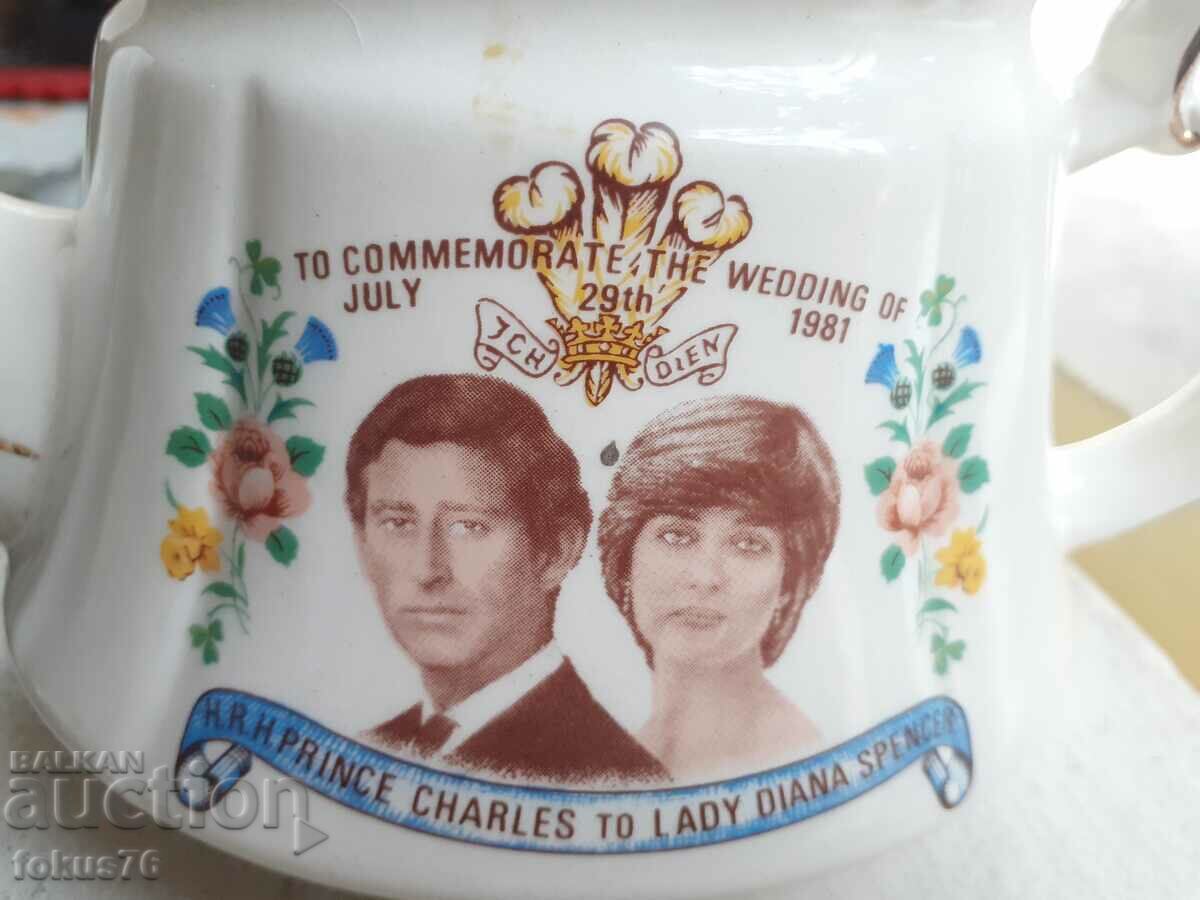 TO COMMEMORATE THE WEDDING OF
JULY 29th 1981
ICH DIEN
H.R.H. PRINCE CHARLES TO LADY DIANA SPENCER
BALKAN
auction
fokus76